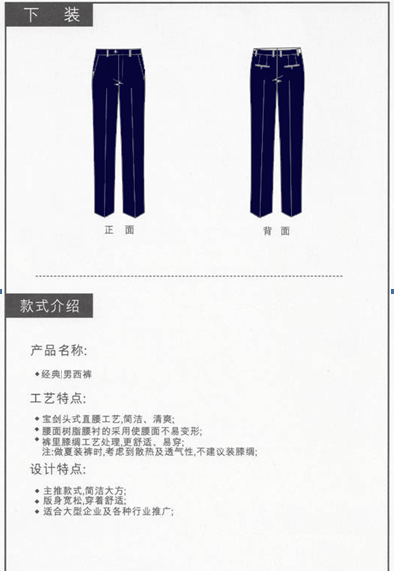 下 装
正 面
背 面
款式介绍
产品名称:
◆经典!男西裤
工艺特点:
◆ 宝剑头式直腰工艺,简洁、清爽;
◆ 腰面树脂腰衬的采用使腰面不易变形;
◆ 裤里膝绸工艺处理,更舒适、易穿;
注:做夏装裤时,考虑到散热及透气性,不建议装膝绸;
设计特点:
◆ 主推款式,简洁大方;
◆ 版身宽松,穿着舒适;
◆ 适合大型企业及各种行业推广;